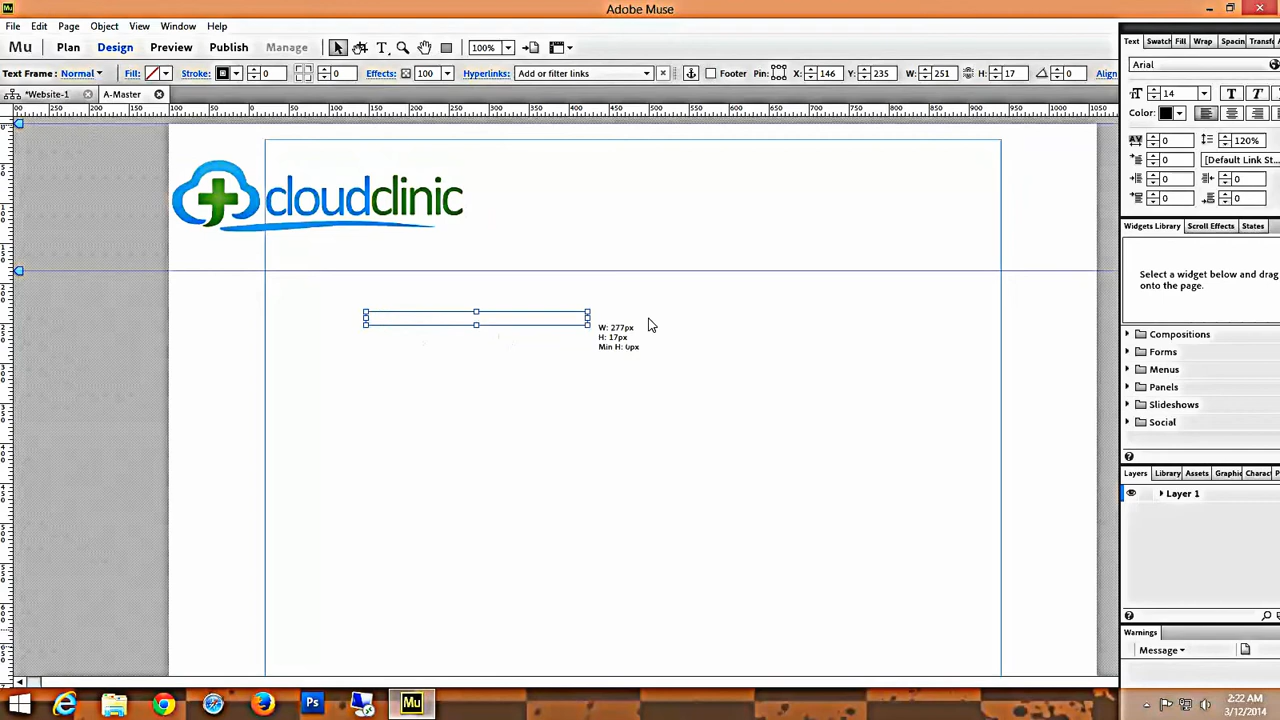 Adobe Muse
File Edit Page Object View Window Help
Mu Plan Design Preview Publish Manage 100%
Text Frame: Normal Fill: Stroke: 0 0 Effects: 100 Hyperlinks: Add or filter links Footer Pin: X: 146 Y: 235 W: 251 H: 17 0 Align
*Website-1 A-Master
cloudclinic
W: 277px
H: 17px
Min H: 0px
Text Swatch Fill Wrap Spacin Transfo
Arial
14 T T T
Color:
0 120%
0 [Default Link St...
0 0
0 0
Widgets Library Scroll Effects States
Select a widget below and drag
onto the page.
Compositions
Forms
Menus
Panels
Slideshows
Social
Layers Library Assets Graphi Charac P
Layer 1
Warnings
Message
Ps Mu
2:22 AM
3/12/2014